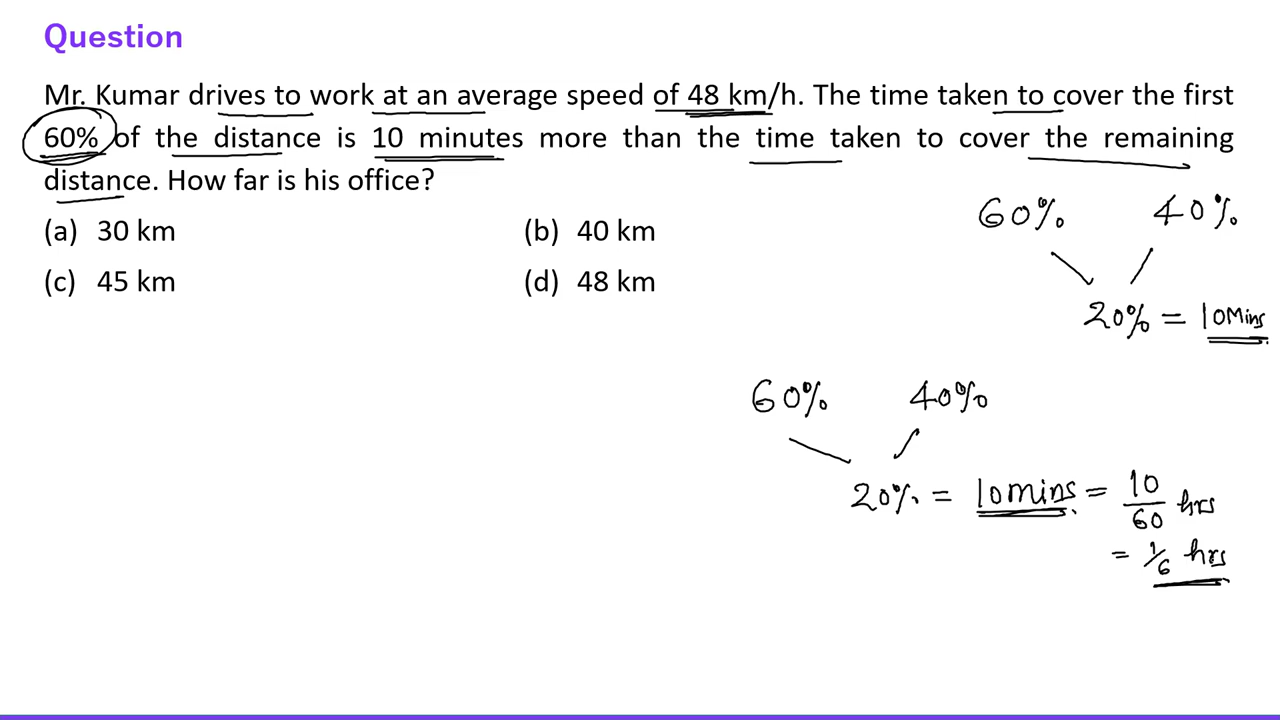 Question
Mr. Kumar drives to work at an average speed of 48 km/h. The time taken to cover the first
60% of the distance is 10 minutes more than the time taken to cover the remaining
distance. How far is his office?
(a) 30 km (b) 40 km
(c) 45 km (d) 48 km
60% 40%
20% = 10Mins
60% 40%
20% = 10mins = 10/60 hrs
= 1/6 hrs